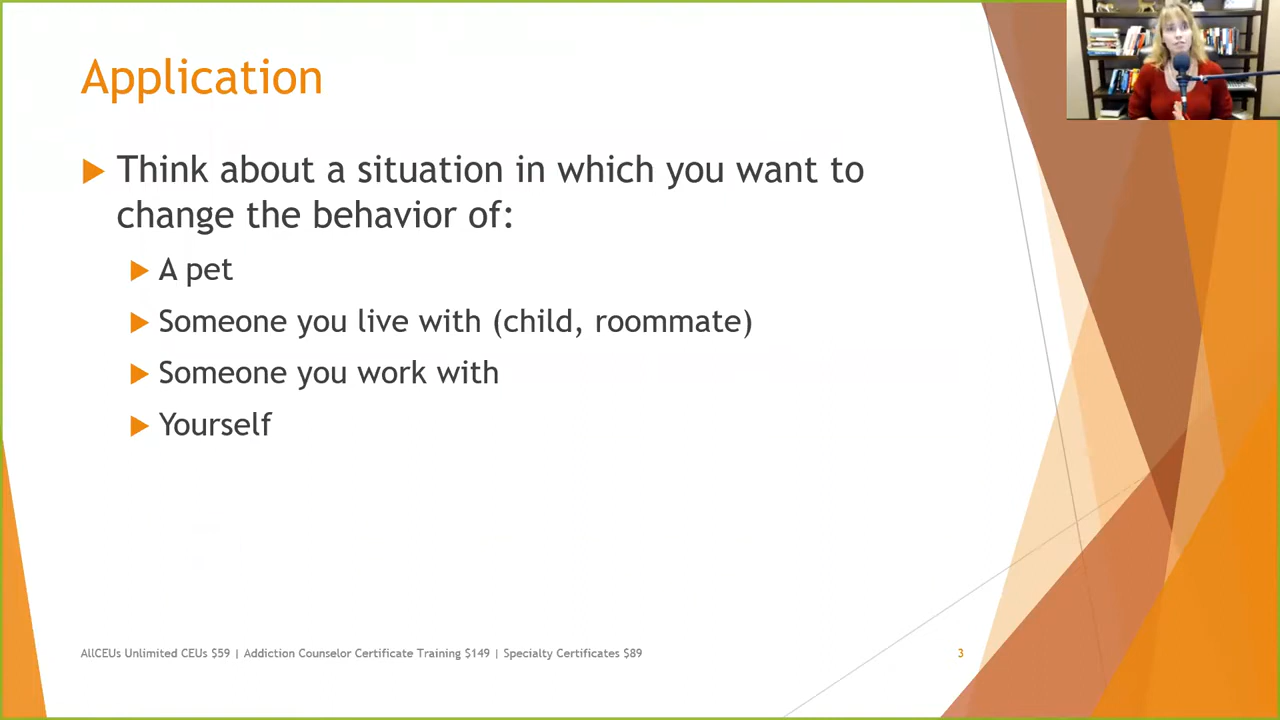 Application
Think about a situation in which you want to
change the behavior of:
A pet
Someone you live with (child, roommate)
Someone you work with
Yourself
AllCEUs Unlimited CEUs $59 | Addiction Counselor Certificate Training $149 | Specialty Certificates $89
3